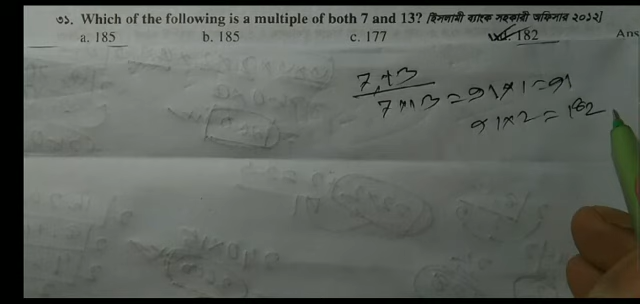 ৩১. Which of the following is a multiple of both 7 and 13? [ইসলামী ব্যাংক সহকারী অফিসার ২০১২]
a. 185 b. 185 c. 177 d. 182 Ans
7, 13
7×13 = 91×1 = 91
91×2 = 182